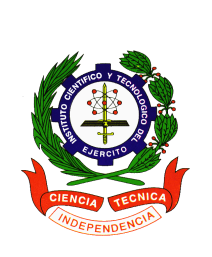 INSTITUTO CIENTIFICO Y TECNOLOGICO DEL
EJERCITO
CIENCIA TECNICA
INDEPENDENCIA